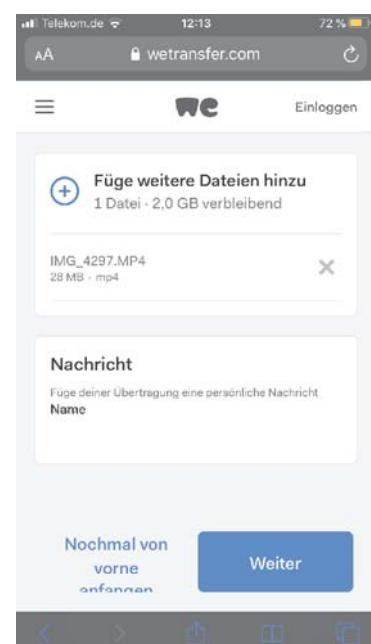 Telekom.de 12:13 72 %
AA wetransfer.com
we Einloggen
Füge weitere Dateien hinzu
1 Datei · 2,0 GB verbleibend
IMG_4297.MP4
28 MB · mp4
Nachricht
Füge deiner Übertragung eine persönliche Nachricht
Name
Nochmal von
vorne
anfangen
Weiter